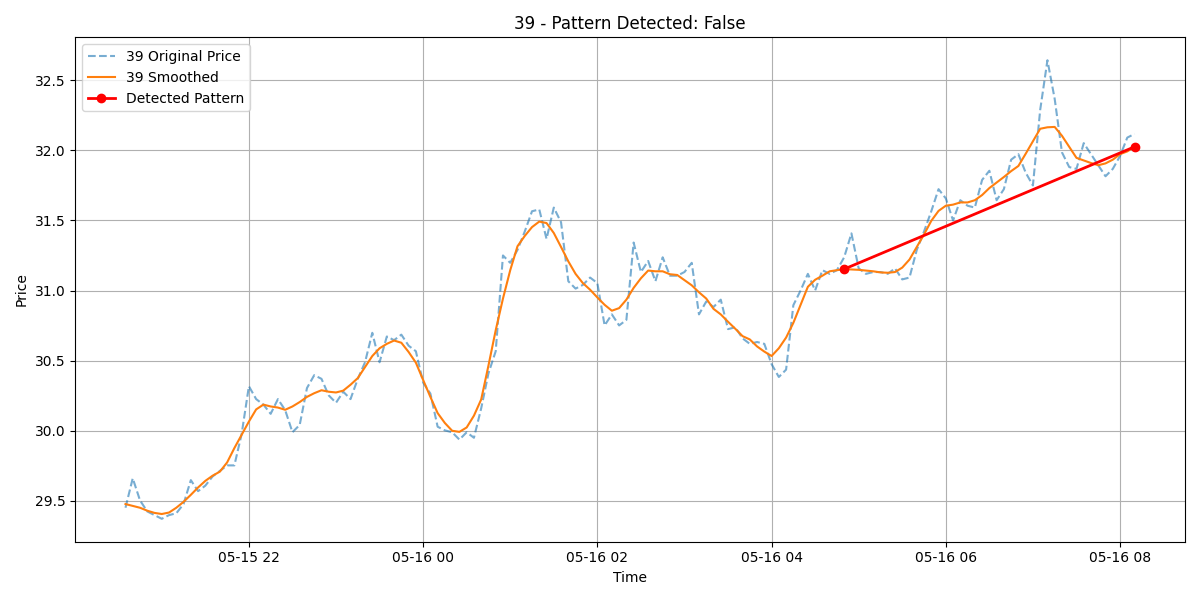 39 - Pattern Detected: False
39 Original Price
39 Smoothed
Detected Pattern
Price
32.5
32.0
31.5
31.0
30.5
30.0
29.5
05-15 22
05-16 00
05-16 02
05-16 04
05-16 06
05-16 08
Time